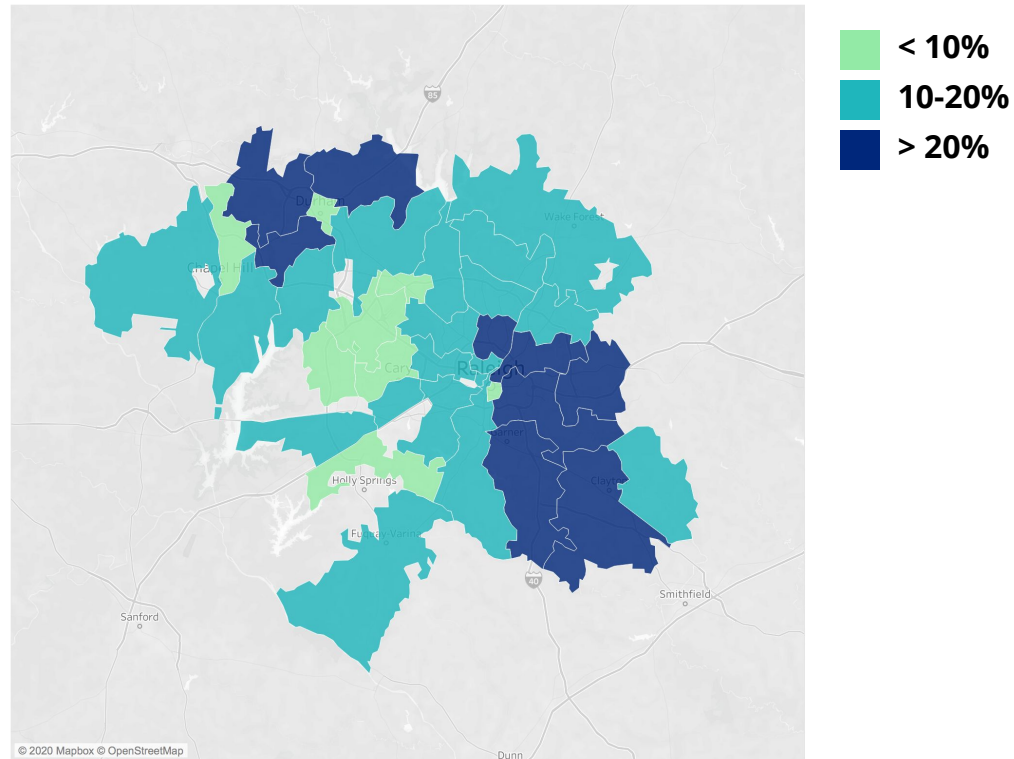 < 10%
10-20%
> 20%
85
Durham
Wake Forest
Chapel Hill
Cary
Raleigh
Garner
Holly Springs
Clayton
Fuquay-Varina
40
Smithfield
Sanford
Dunn
© 2020 Mapbox © OpenStreetMap